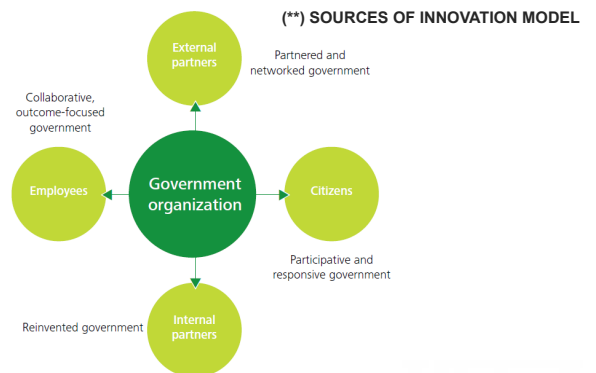 (**) SOURCES OF INNOVATION MODEL
External
partners
Partnered and
networked government
Collaborative,
outcome-focused
government
Employees
Government
organization
Citizens
Participative and
responsive government
Reinvented government
Internal
partners